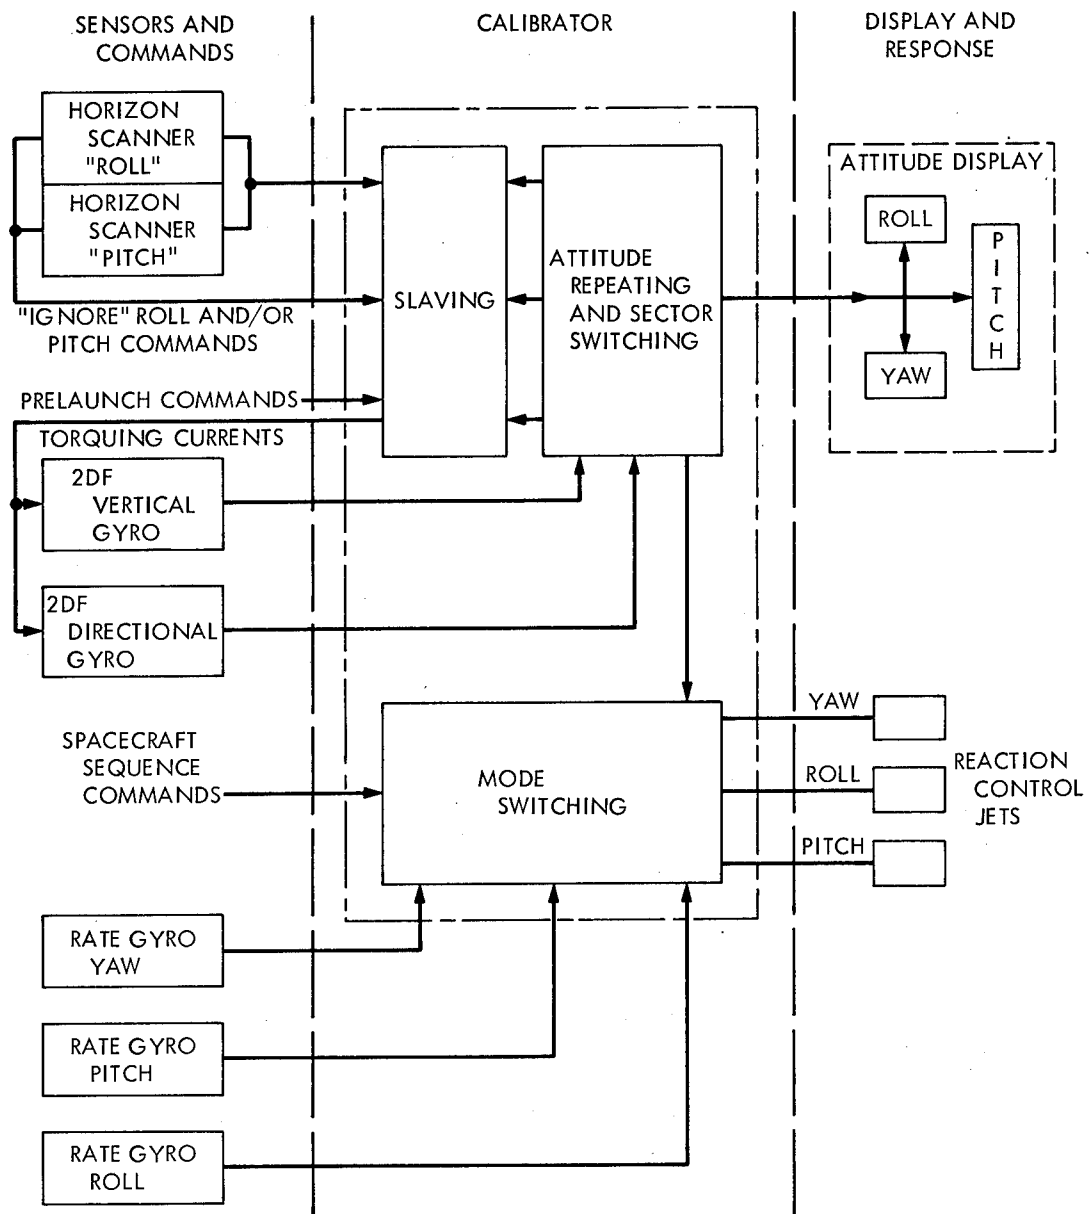 SENSORS AND
COMMANDS
CALIBRATOR
DISPLAY AND
RESPONSE
HORIZON
SCANNER
"ROLL"
HORIZON
SCANNER
"PITCH"
"IGNORE" ROLL AND/OR
PITCH COMMANDS
PRELAUNCH COMMANDS
TORQUING CURRENTS
2DF
VERTICAL
GYRO
2DF
DIRECTIONAL
GYRO
SLAVING
ATTITUDE
REPEATING
AND SECTOR
SWITCHING
ATTITUDE DISPLAY
ROLL
PITCH
YAW
SPACECRAFT
SEQUENCE
COMMANDS
MODE
SWITCHING
YAW
ROLL
PITCH
REACTION
CONTROL
JETS
RATE GYRO
YAW
RATE GYRO
PITCH
RATE GYRO
ROLL